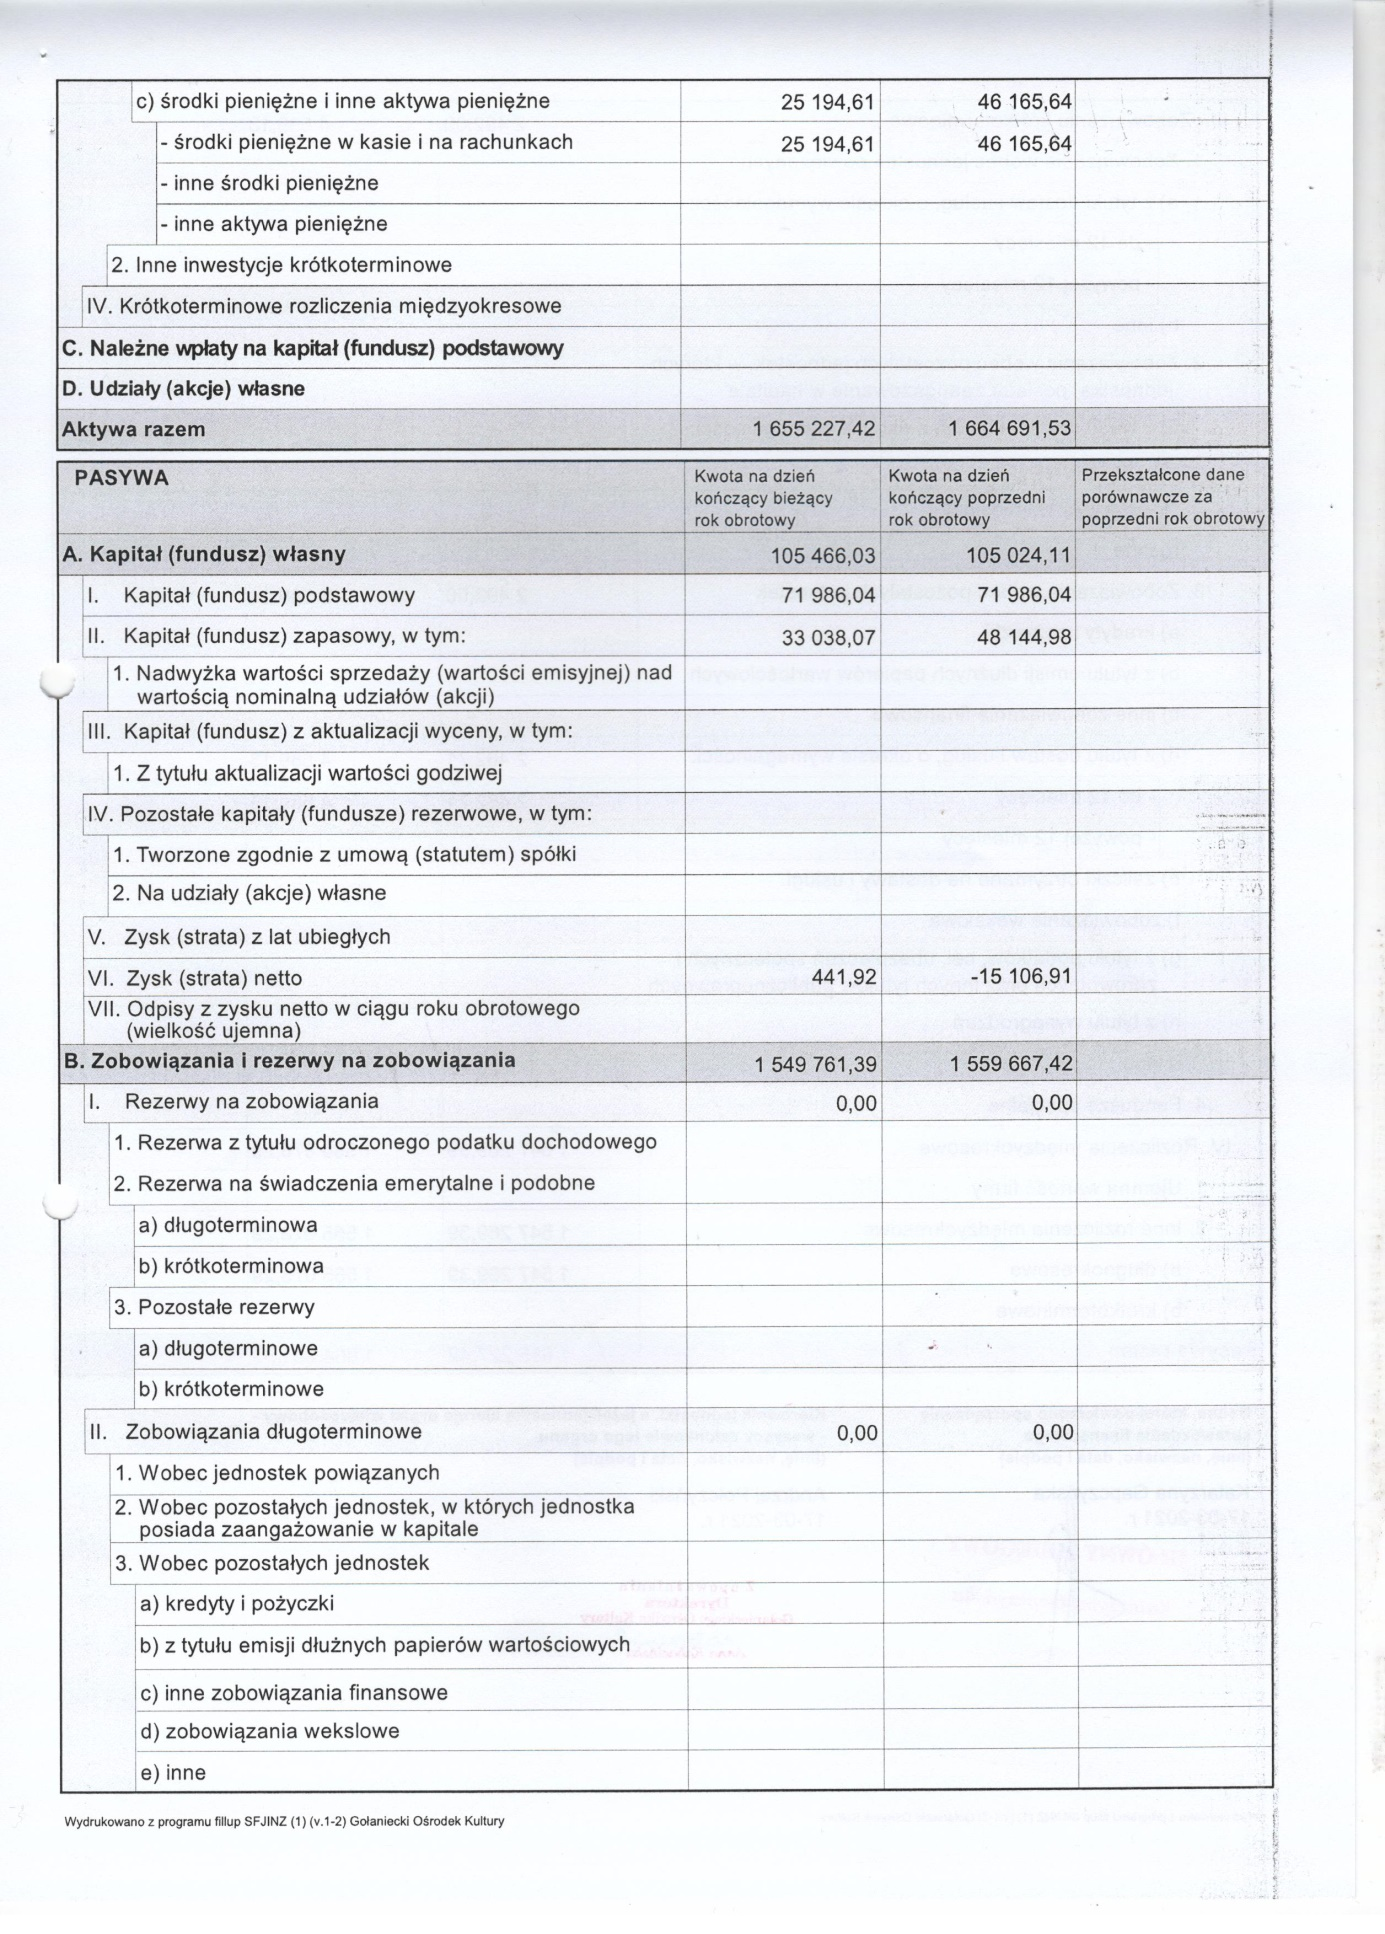 c) środki pieniężne i inne aktywa pieniężne 25 194,61 46 165,64
- środki pieniężne w kasie i na rachunkach 25 194,61 46 165,64
- inne środki pieniężne
- inne aktywa pieniężne
2. Inne inwestycje krótkoterminowe
IV. Krótkoterminowe rozliczenia międzyokresowe
C. Należne wpłaty na kapitał (fundusz) podstawowy
D. Udziały (akcje) własne
Aktywa razem 1 655 227,42 1 664 691,53
PASYWA Kwota na dzień Kwota na dzień Przekształcone dane
kończący bieżący kończący poprzedni porównawcze za
rok obrotowy rok obrotowy poprzedni rok obrotowy
A. Kapitał (fundusz) własny 105 466,03 105 024,11
I. Kapitał (fundusz) podstawowy 71 986,04 71 986,04
II. Kapitał (fundusz) zapasowy, w tym: 33 038,07 48 144,98
1. Nadwyżka wartości sprzedaży (wartości emisyjnej) nad
wartością nominalną udziałów (akcji)
III. Kapitał (fundusz) z aktualizacji wyceny, w tym:
1. Z tytułu aktualizacji wartości godziwej
IV. Pozostałe kapitały (fundusze) rezerwowe, w tym:
1. Tworzone zgodnie z umową (statutem) spółki
2. Na udziały (akcje) własne
V. Zysk (strata) z lat ubiegłych
VI. Zysk (strata) netto 441,92 -15 106,91
VII. Odpisy z zysku netto w ciągu roku obrotowego
(wielkość ujemna)
B. Zobowiązania i rezerwy na zobowiązania 1 549 761,39 1 559 667,42
I. Rezerwy na zobowiązania 0,00 0,00
1. Rezerwa z tytułu odroczonego podatku dochodowego
2. Rezerwa na świadczenia emerytalne i podobne
a) długoterminowa
b) krótkoterminowa
3. Pozostałe rezerwy
a) długoterminowe
b) krótkoterminowe
II. Zobowiązania długoterminowe 0,00 0,00
1. Wobec jednostek powiązanych
2. Wobec pozostałych jednostek, w których jednostka
posiada zaangażowanie w kapitale
3. Wobec pozostałych jednostek
a) kredyty i pożyczki
b) z tytułu emisji dłużnych papierów wartościowych
c) inne zobowiązania finansowe
d) zobowiązania wekslowe
e) inne
Wydrukowano z programu fillup SFJINZ (1) (v.1-2) Gołaniecki Ośrodek Kultury